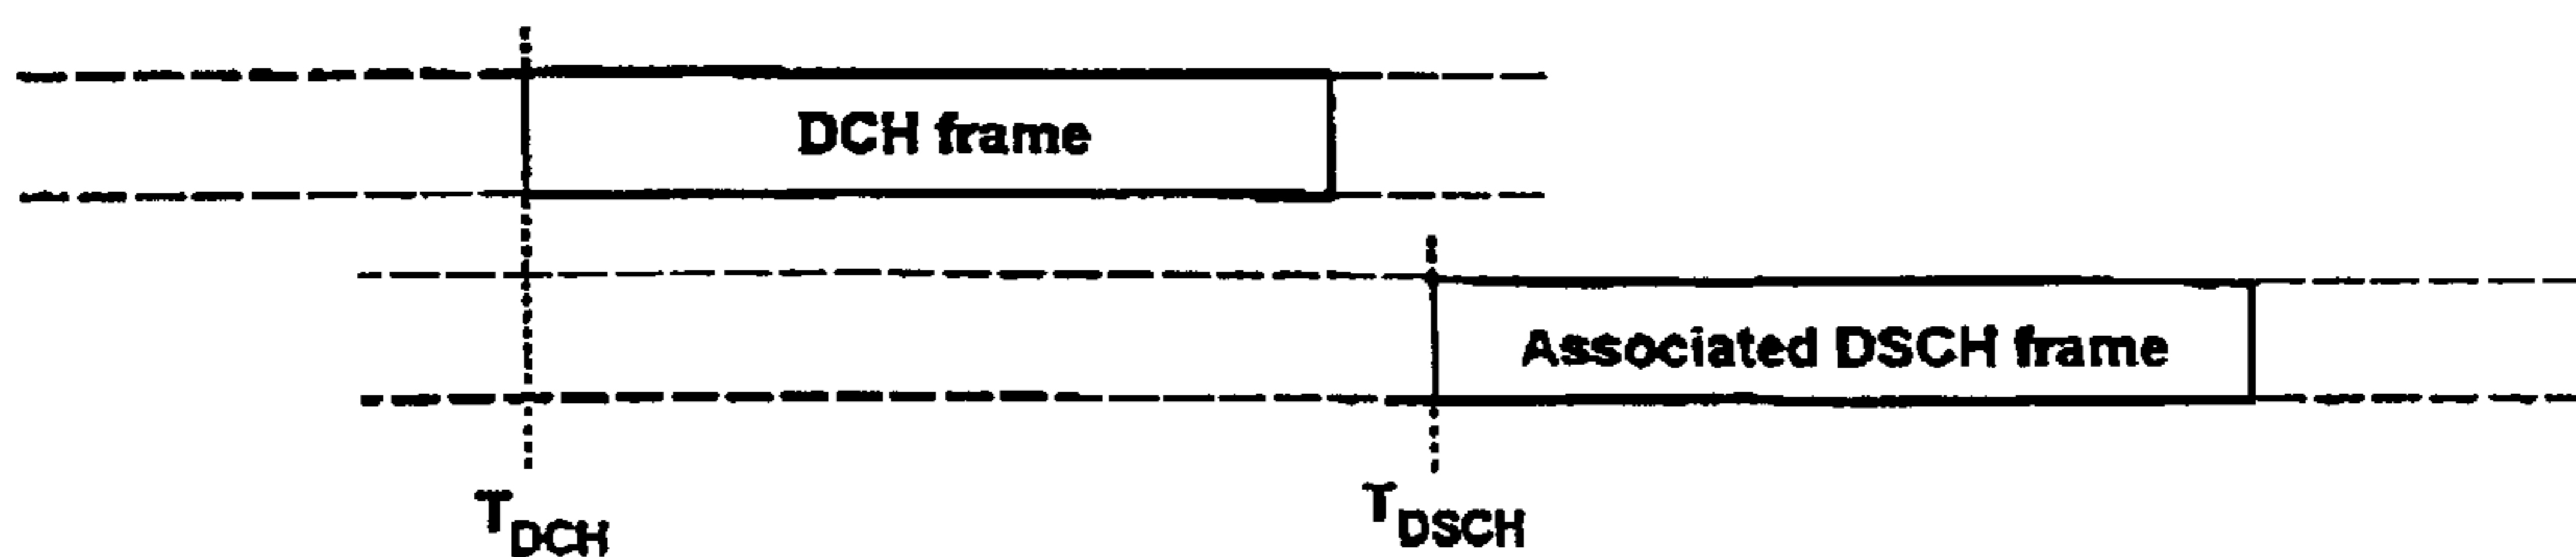 DCH frame
Associated DSCH frame
T_DCH
T_DSCH